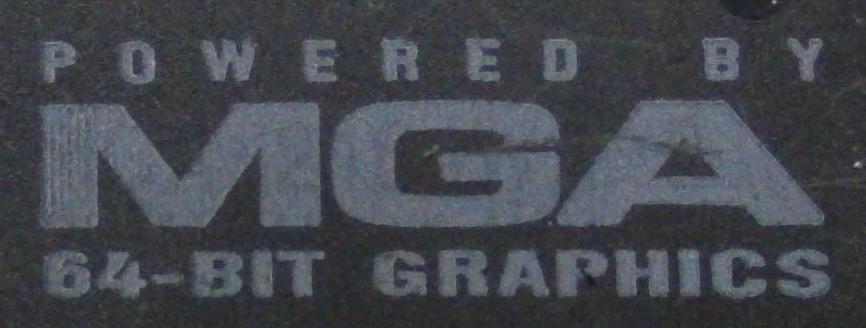 POWERED BY
MGA
64-BIT GRAPHICS